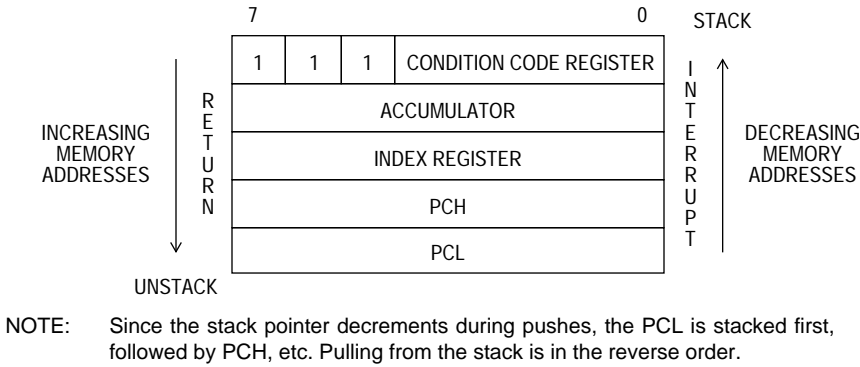 7 0 STACK
1 1 1 CONDITION CODE REGISTER
ACCUMULATOR
INDEX REGISTER
PCH
PCL
INCREASING
MEMORY
ADDRESSES
RETURN
INTERRUPT
DECREASING
MEMORY
ADDRESSES
UNSTACK
NOTE: Since the stack pointer decrements during pushes, the PCL is stacked first,
followed by PCH, etc. Pulling from the stack is in the reverse order.